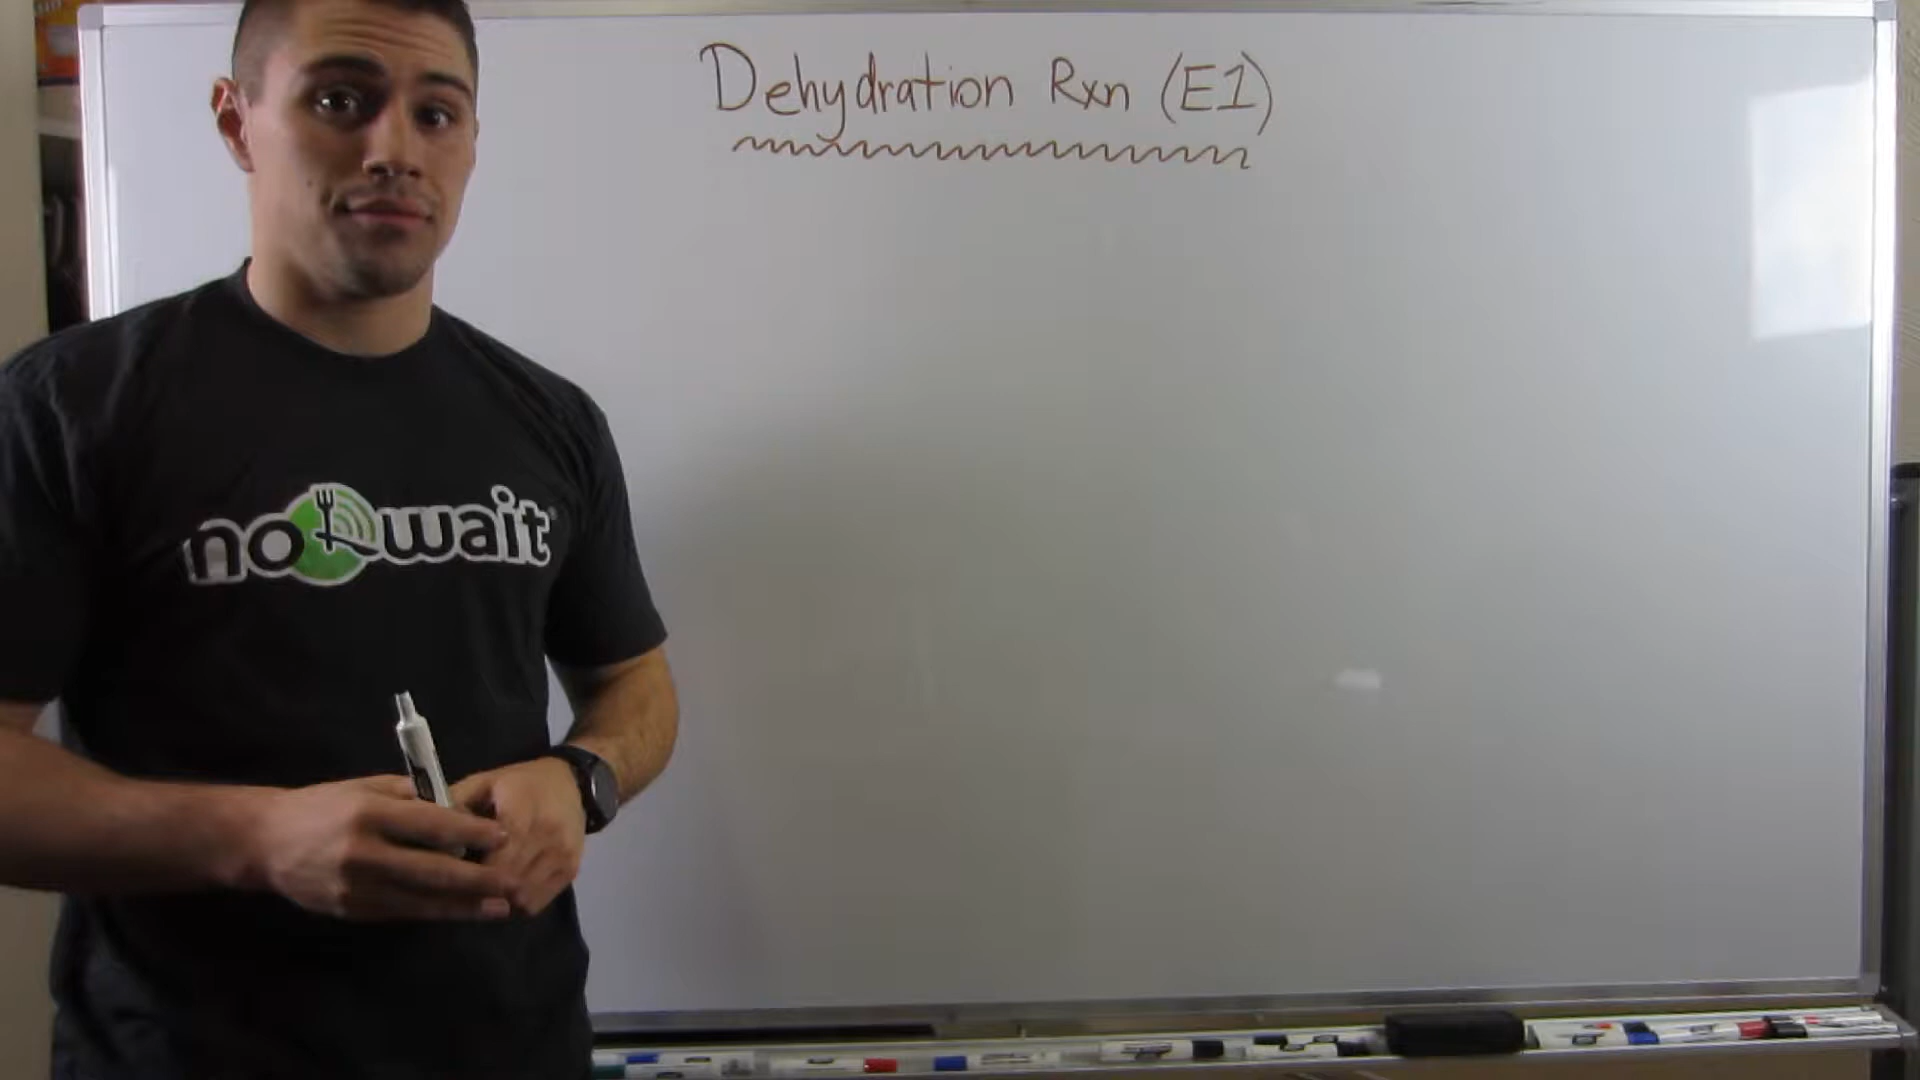 Dehydration Rxn (E1)
nowait